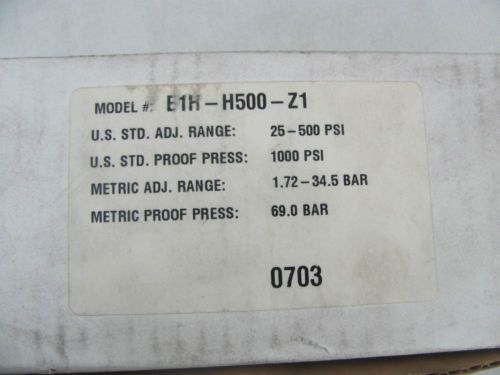 MODEL #: E1H-H500-Z1
U.S. STD. ADJ. RANGE: 25-500 PSI
U.S. STD. PROOF PRESS: 1000 PSI
METRIC ADJ. RANGE: 1.72-34.5 BAR
METRIC PROOF PRESS: 69.0 BAR
0703